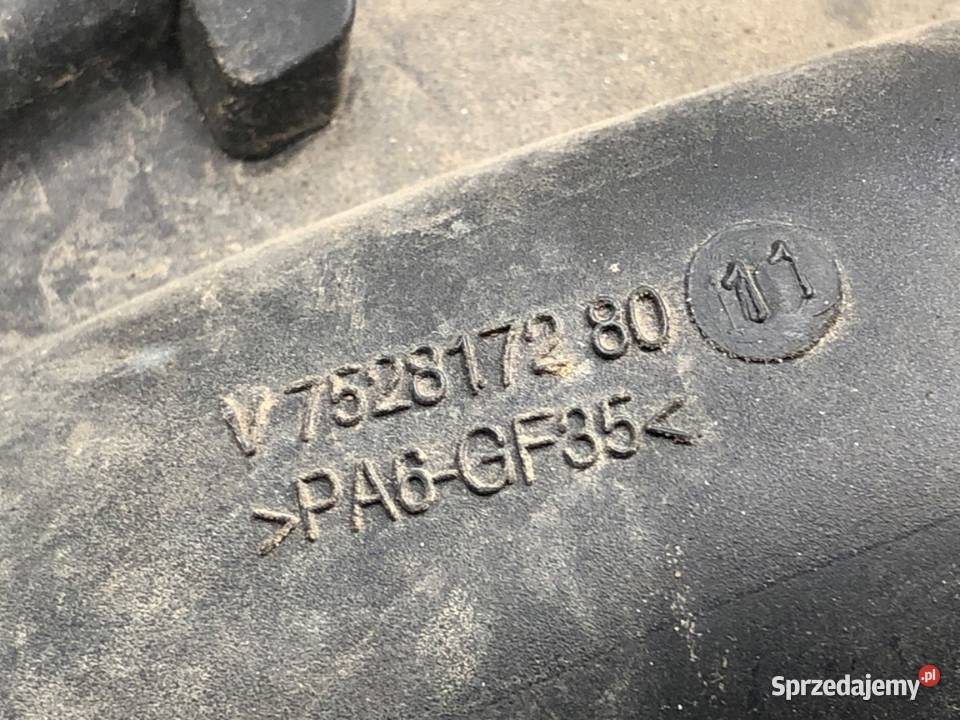 V 7528172 80
>PA6-GF35<
11
Sprzedajemy.pl